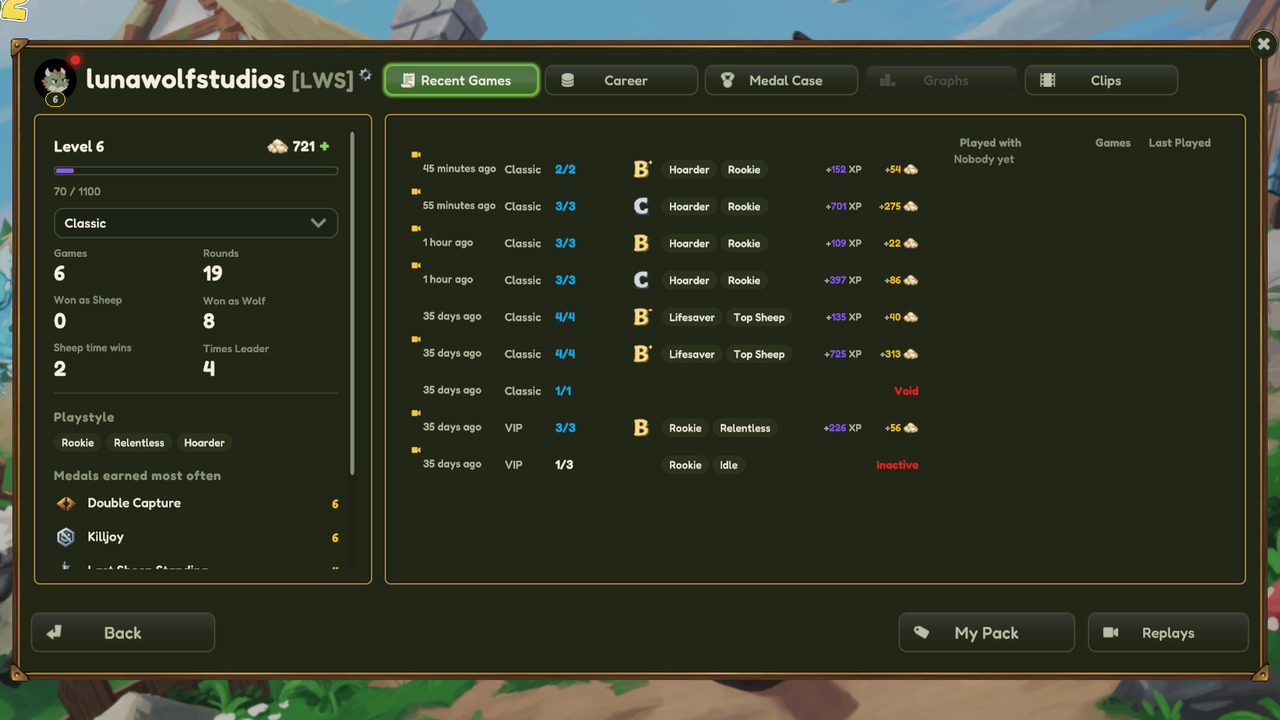 2
lunawolfstudios [LWS]
6
Recent Games
Career
Medal Case
Graphs
Clips
Level 6
721 +
70 / 1100
Classic
Games
Rounds
6
19
Won as Sheep
Won as Wolf
0
8
Sheep time wins
Times Leader
2
4
Playstyle
Rookie Relentless Hoarder
Medals earned most often
Double Capture 6
Killjoy 6
Last Sheep Standing
45 minutes ago Classic 2/2 B+ Hoarder Rookie +152 XP +54
55 minutes ago Classic 3/3 C Hoarder Rookie +701 XP +275
1 hour ago Classic 3/3 B Hoarder Rookie +109 XP +22
1 hour ago Classic 3/3 C Hoarder Rookie +397 XP +86
35 days ago Classic 4/4 B- Lifesaver Top Sheep +135 XP +40
35 days ago Classic 4/4 B+ Lifesaver Top Sheep +725 XP +313
35 days ago Classic 1/1 Void
35 days ago VIP 3/3 B Rookie Relentless +226 XP +56
35 days ago VIP 1/3 Rookie Idle Inactive
Played with Games Last Played
Nobody yet
Back
My Pack
Replays